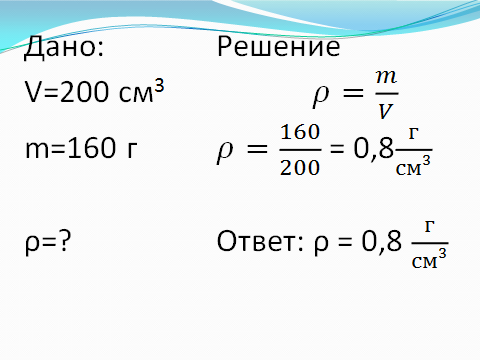 Дано:
V=200 см³
m=160 г
ρ=?
Решение
ρ = m/V
ρ = 160/200 = 0,8 г/см³
Ответ: ρ = 0,8 г/см³